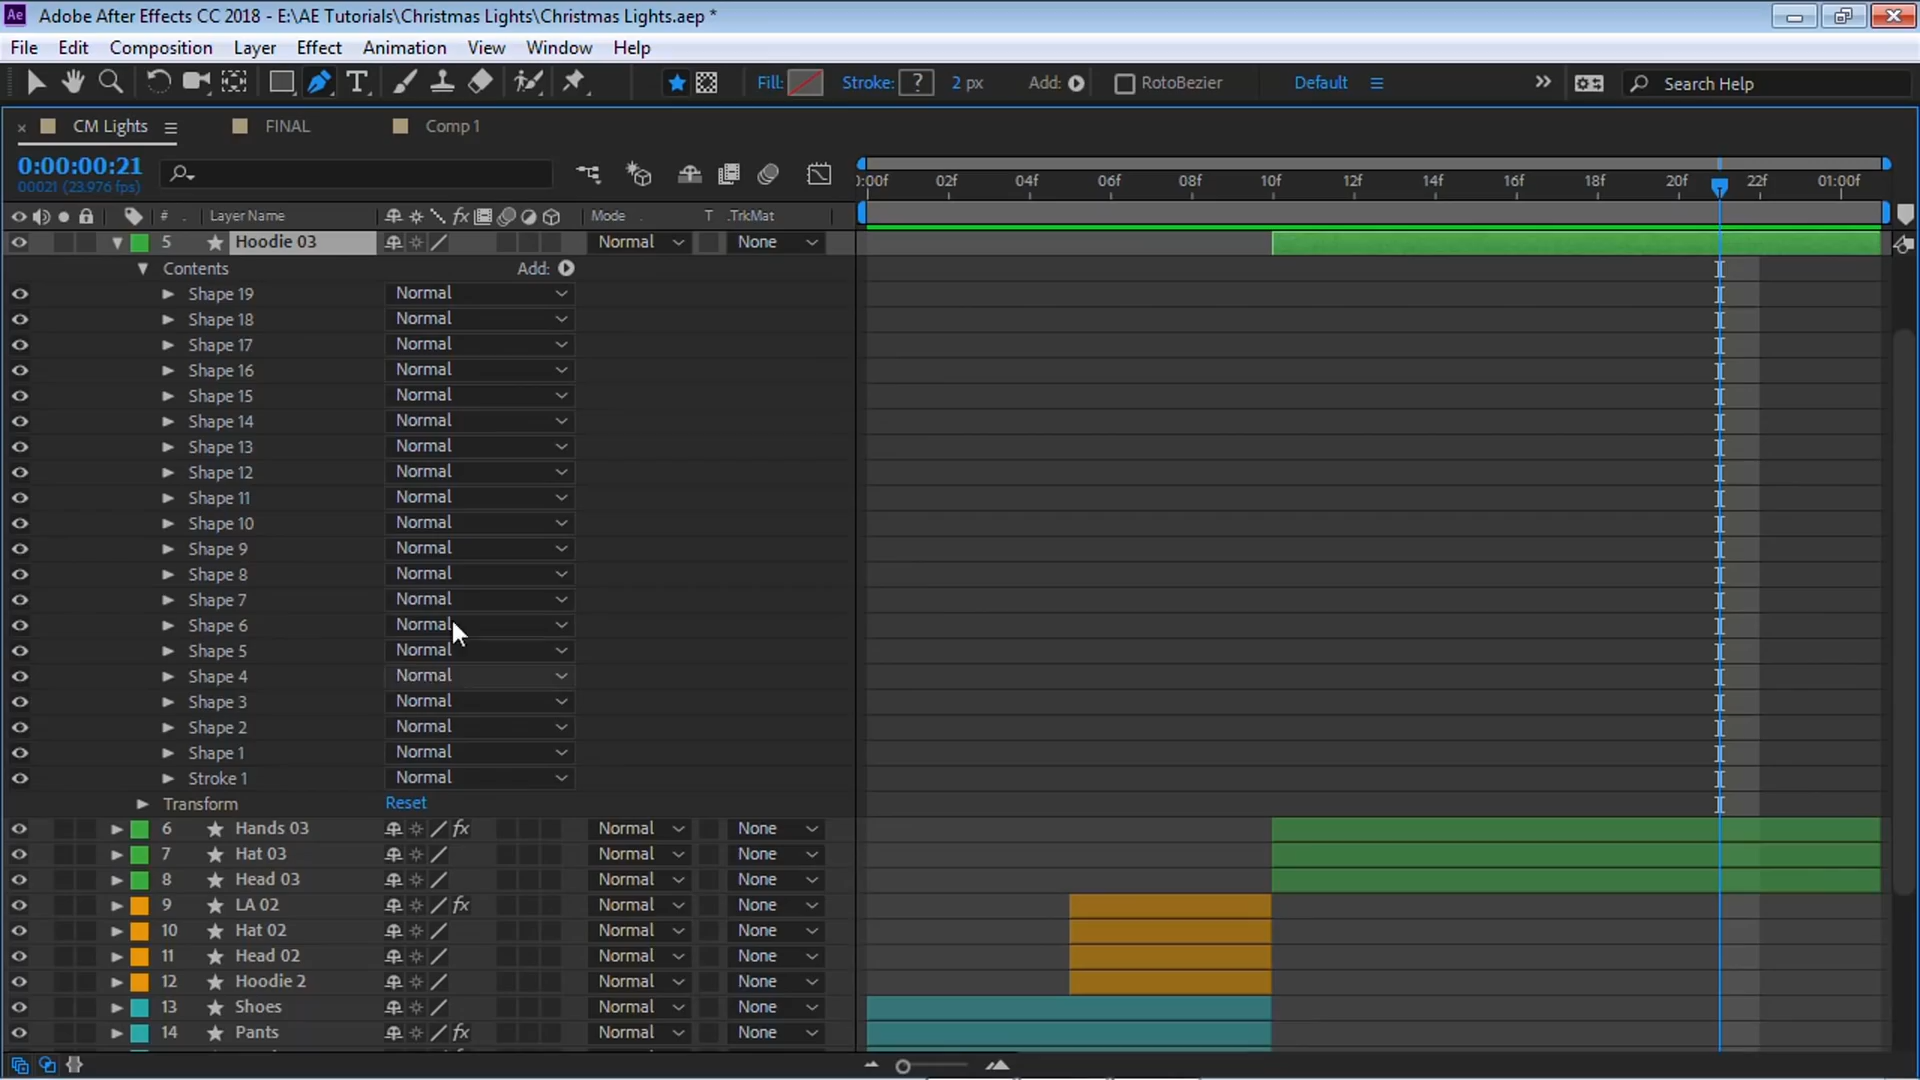 Ae Adobe After Effects CC 2018 - E:\AE Tutorials\Christmas Lights\Christmas Lights.aep *
File Edit Composition Layer Effect Animation View Window Help
Fill: Stroke: ? 2 px Add: RotoBezier Default Search Help
CM Lights FINAL Comp 1
0:00:00:21
00021 (23.976 fps)
):00f 02f 04f 06f 08f 10f 12f 14f 16f 18f 20f 22f 01:00f
# . Layer Name fx Mode . T .TrkMat
5 Hoodie 03 Normal None
Contents Add:
Shape 19 Normal
Shape 18 Normal
Shape 17 Normal
Shape 16 Normal
Shape 15 Normal
Shape 14 Normal
Shape 13 Normal
Shape 12 Normal
Shape 11 Normal
Shape 10 Normal
Shape 9 Normal
Shape 8 Normal
Shape 7 Normal
Shape 6 Normal
Shape 5 Normal
Shape 4 Normal
Shape 3 Normal
Shape 2 Normal
Shape 1 Normal
Stroke 1 Normal
Transform Reset
6 Hands 03 fx Normal None
7 Hat 03 Normal None
8 Head 03 Normal None
9 LA 02 fx Normal None
10 Hat 02 Normal None
11 Head 02 Normal None
12 Hoodie 2 Normal None
13 Shoes Normal None
14 Pants fx Normal None